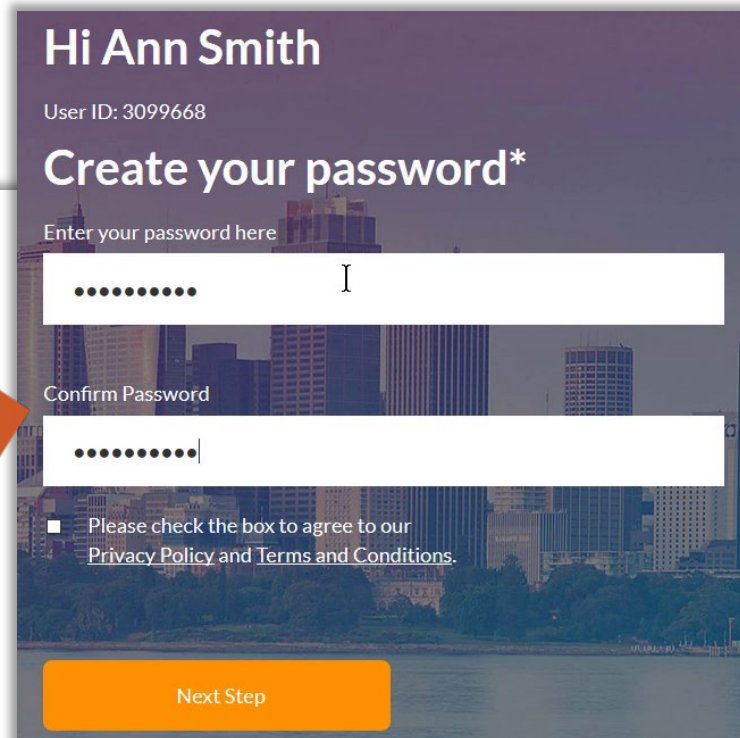 Hi Ann Smith
User ID: 3099668
Create your password*
Enter your password here
••••••••••
Confirm Password
••••••••••
Please check the box to agree to our
Privacy Policy and Terms and Conditions.
Next Step